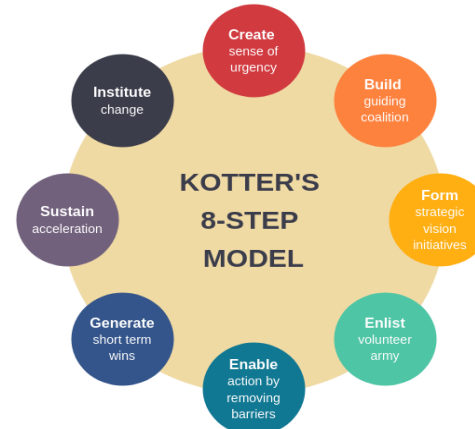 Create
sense of
urgency
Build
guiding
coalition
Form
strategic
vision
initiatives
Enlist
volunteer
army
Enable
action by
removing
barriers
Generate
short term
wins
Sustain
acceleration
Institute
change
KOTTER'S
8-STEP
MODEL